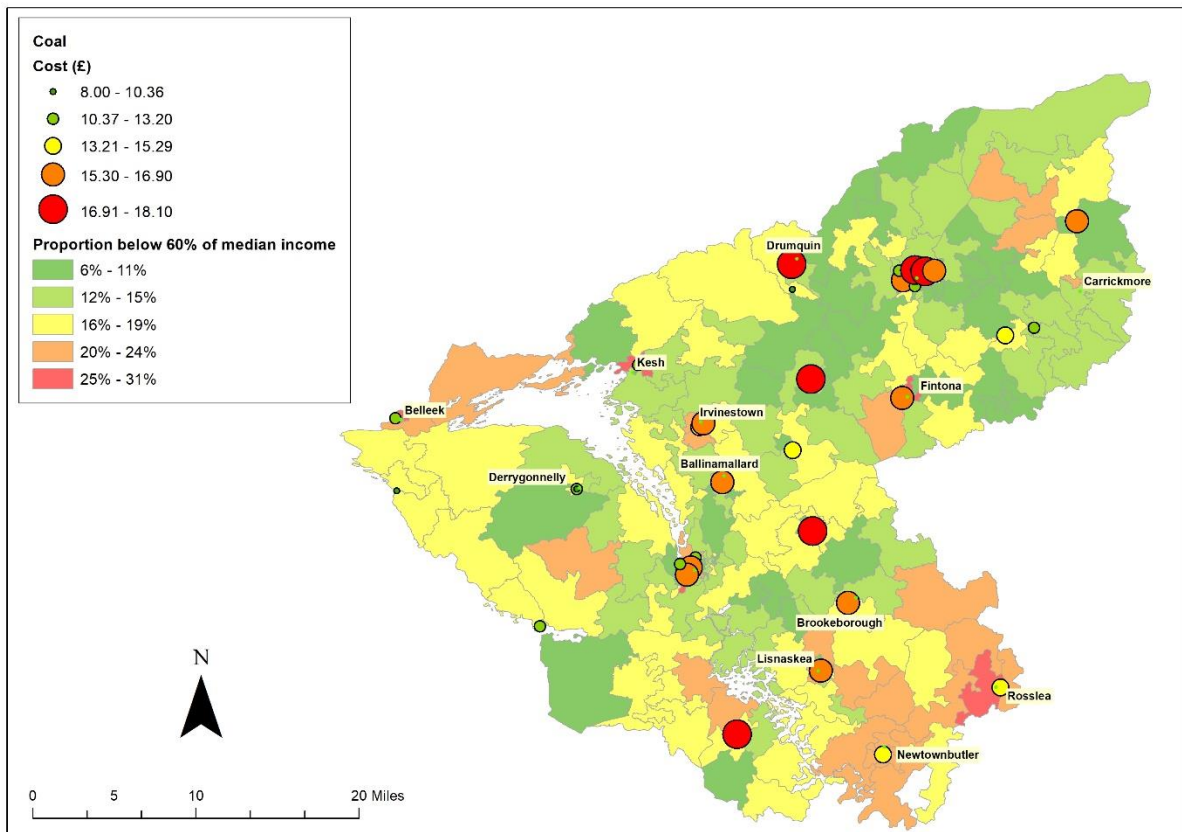 Coal
Cost (£)
8.00 - 10.36
10.37 - 13.20
13.21 - 15.29
15.30 - 16.90
16.91 - 18.10
Proportion below 60% of median income
6% - 11%
12% - 15%
16% - 19%
20% - 24%
25% - 31%
Drumquin
Carrickmore
Kesh
Fintona
Belleek
Irvinestown
Ballinamallard
Derrygonnelly
Brookeborough
Lisnaskea
N
Rosslea
Newtownbutler
0 5 10 20 Miles